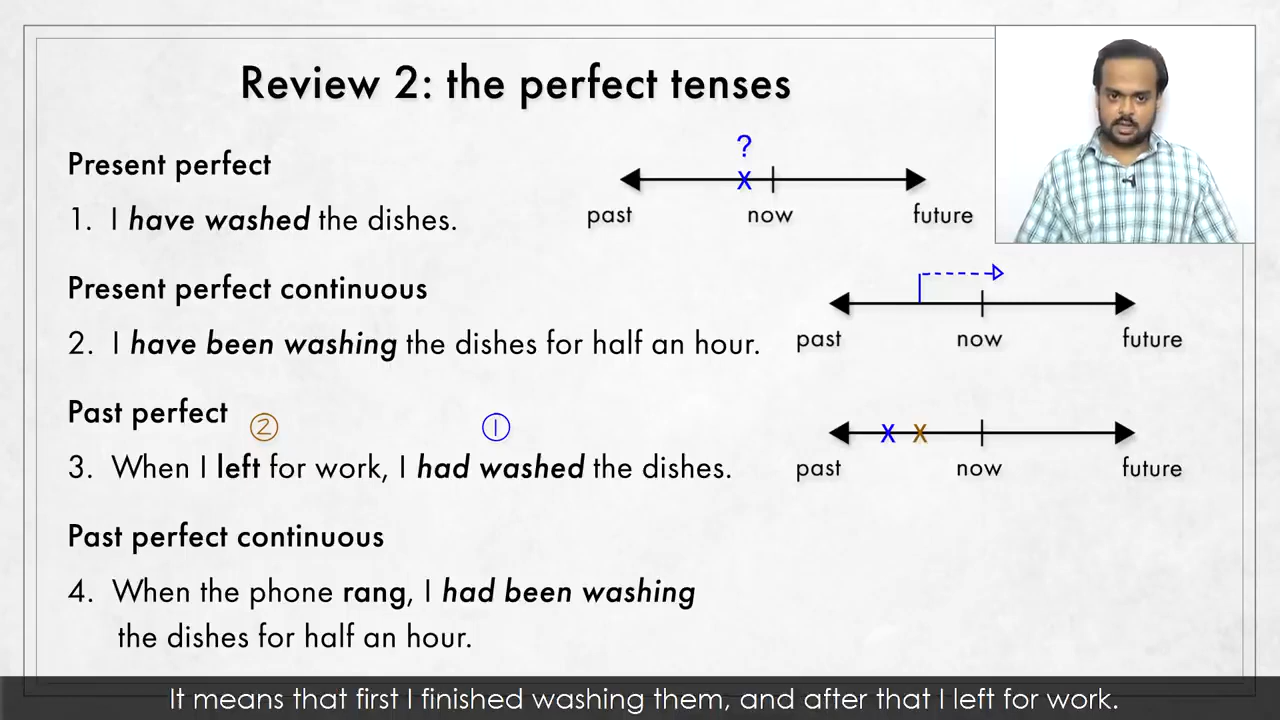 Review 2: the perfect tenses
Present perfect
1. I have washed the dishes.
?
x
past now future
Present perfect continuous
2. I have been washing the dishes for half an hour.
past now future
Past perfect
② ①
3. When I left for work, I had washed the dishes.
x x
past now future
Past perfect continuous
4. When the phone rang, I had been washing
the dishes for half an hour.
It means that first I finished washing them, and after that I left for work.